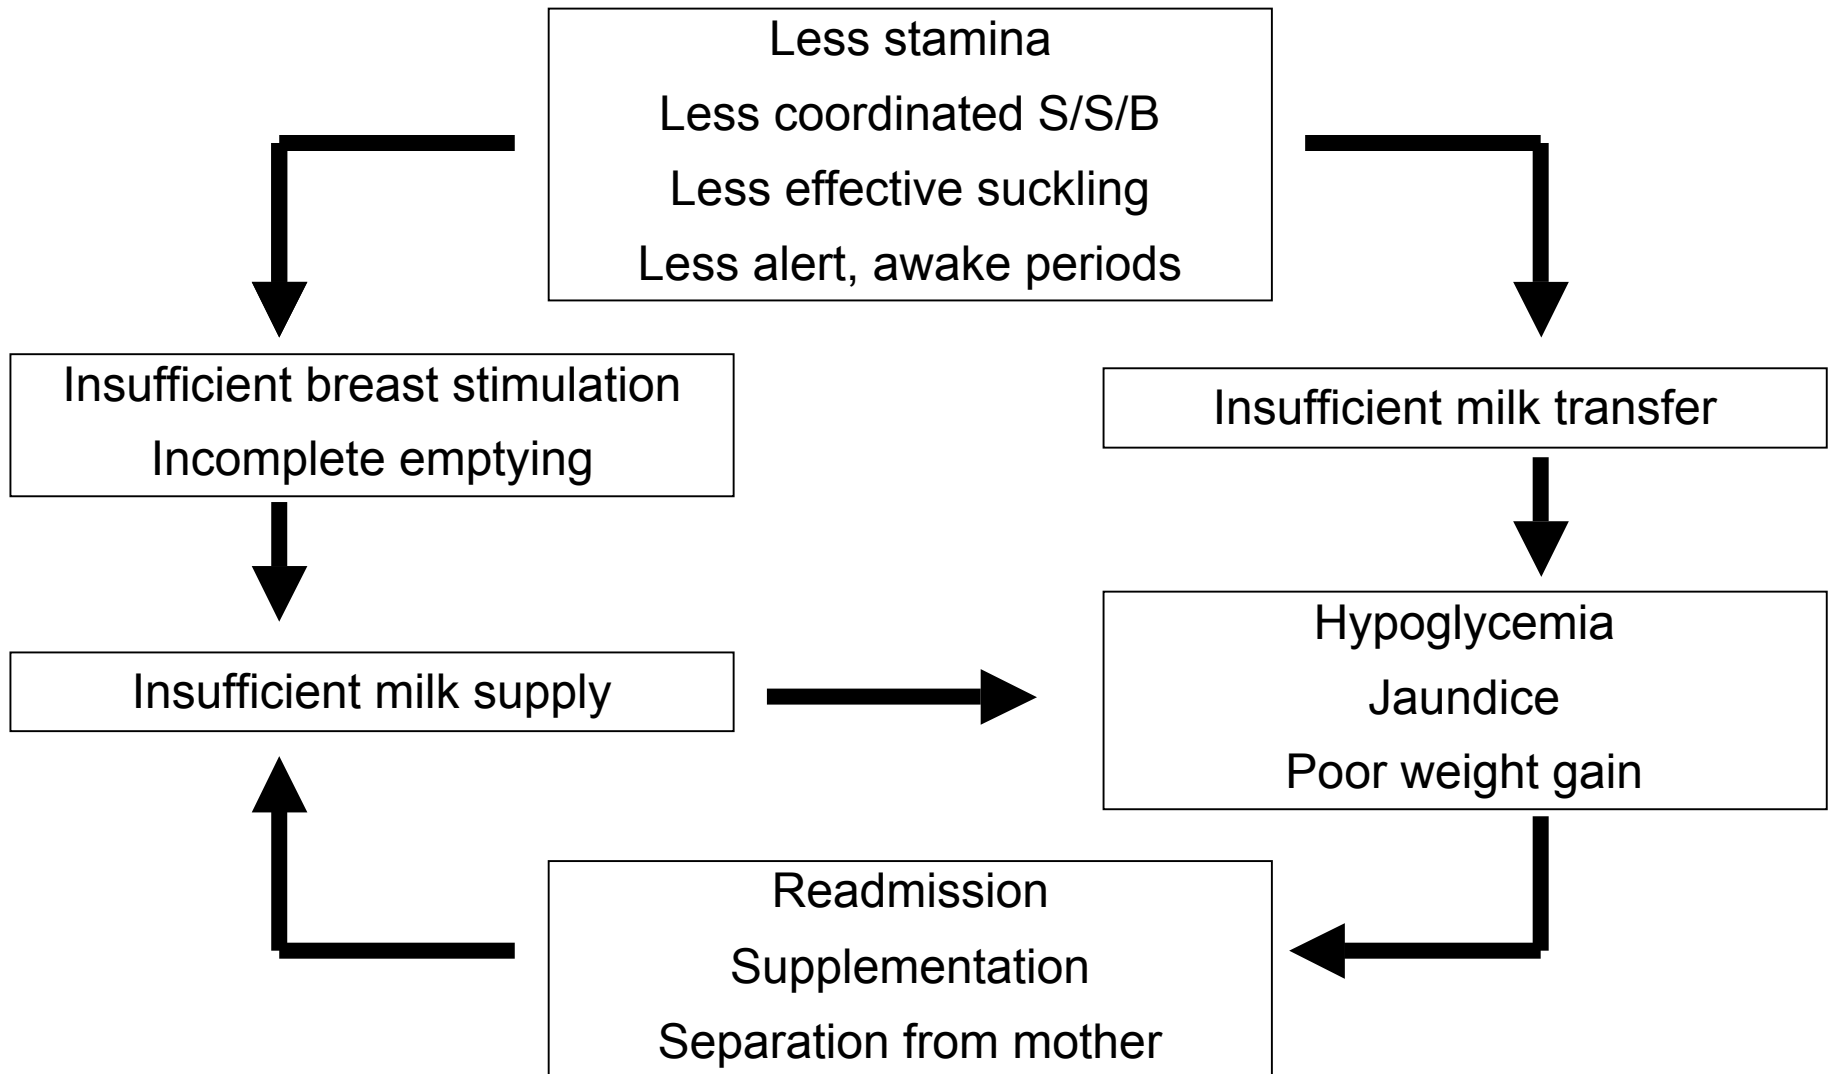 Less stamina
Less coordinated S/S/B
Less effective suckling
Less alert, awake periods
Insufficient breast stimulation
Incomplete emptying
Insufficient milk transfer
Insufficient milk supply
Hypoglycemia
Jaundice
Poor weight gain
Readmission
Supplementation
Separation from mother